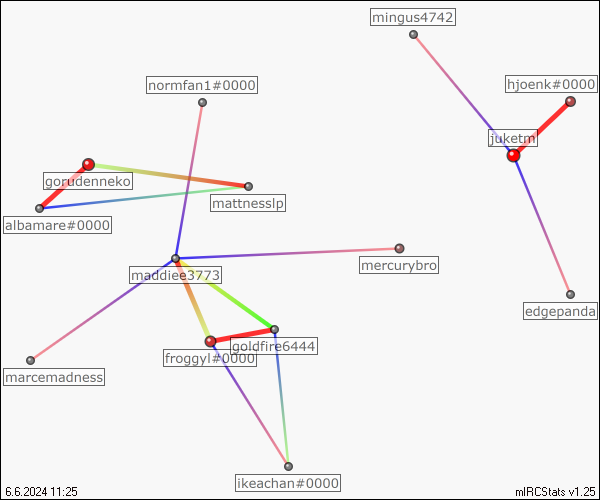 mingus4742
normfan1#0000
hjoenk#0000
juketm
gorudenneko
mattnesslp
albamare#0000
mercurybro
maddiee3773
edgepanda
goldfire6444
froggyl#0000
marcemadness
ikeachan#0000
6.6.2024 11:25
mIRCStats v1.25